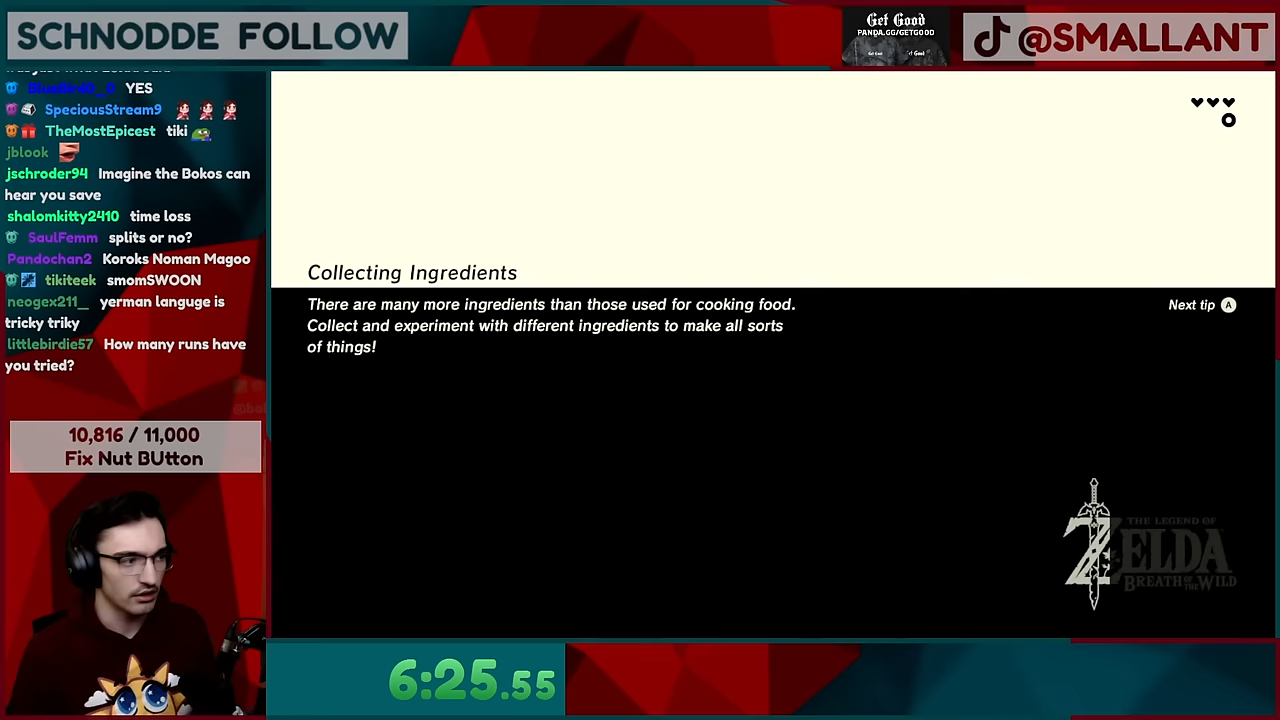 SCHNODDE FOLLOW
Get Good
PANDA.GG/GETGOOD
@SMALLANT
BlueBird0_0 YES
SpeciousStream9
TheMostEpicest tiki
jblook
jschroder94 Imagine the Bokos can
hear you save
shalomkitty2410 time loss
SaulFemm splits or no?
Pandochan2 Koroks Noman Magoo
tikiteek smomSWOON
neogex211_ yerman languge is
tricky triky
littlebirdie57 How many runs have
you tried?
10,816 / 11,000
Fix Nut BUtton
Collecting Ingredients
There are many more ingredients than those used for cooking food.
Collect and experiment with different ingredients to make all sorts
of things!
Next tip A
THE LEGEND OF
ZELDA
BREATH OF THE WILD
6:25.55